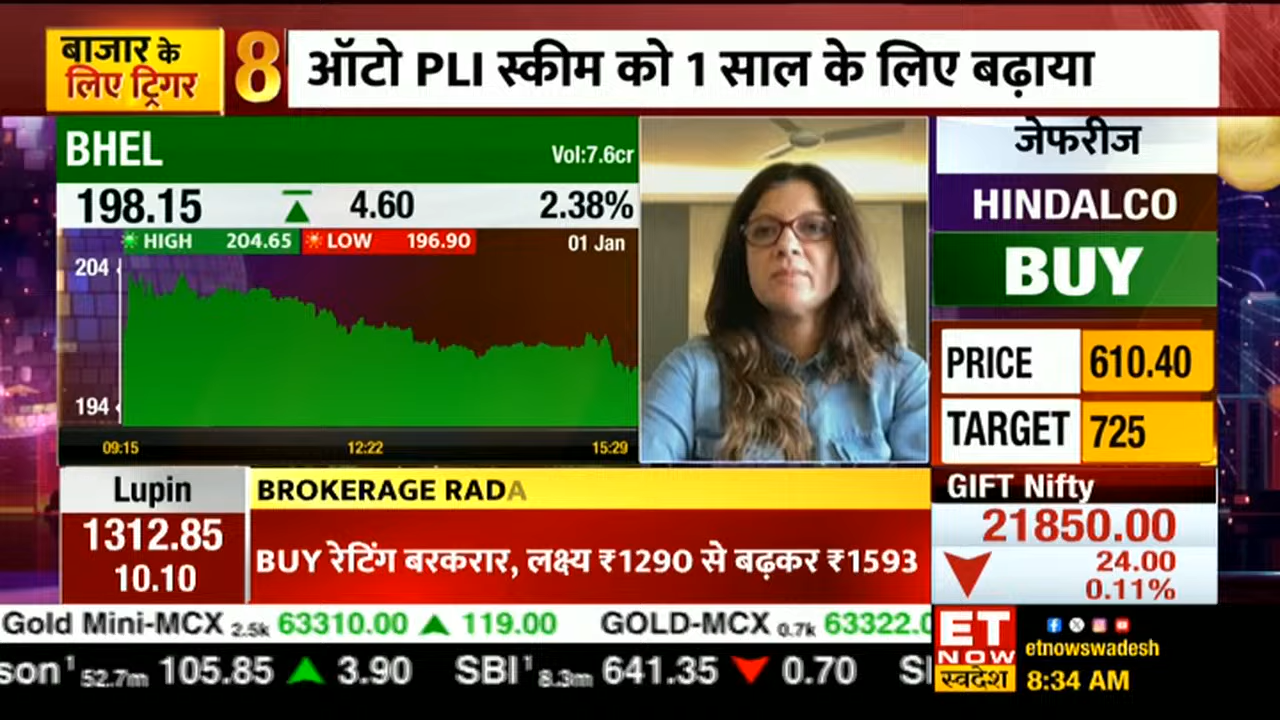 बाजार के
लिए ट्रिगर
8
ऑटो PLI स्कीम को 1 साल के लिए बढ़ाया
BHEL
Vol:7.6cr
198.15 4.60 2.38%
HIGH 204.65 LOW 196.90 01 Jan
204
194
09:15 12:22 15:29
जेफरीज
HINDALCO
BUY
PRICE 610.40
TARGET 725
Lupin
1312.85
10.10
BROKERAGE RADA
BUY रेटिंग बरकरार, लक्ष्य ₹1290 से बढ़कर ₹1593
GIFT Nifty
21850.00
24.00
0.11%
Gold Mini-MCX 2.5k 63310.00 119.00 GOLD-MCX 0.7k 63322.0
son 1 52.7m 105.85 3.90 SBI 1 8.3m 641.35 0.70
ET
NOW
स्वदेश
etnowswadesh
8:34 AM